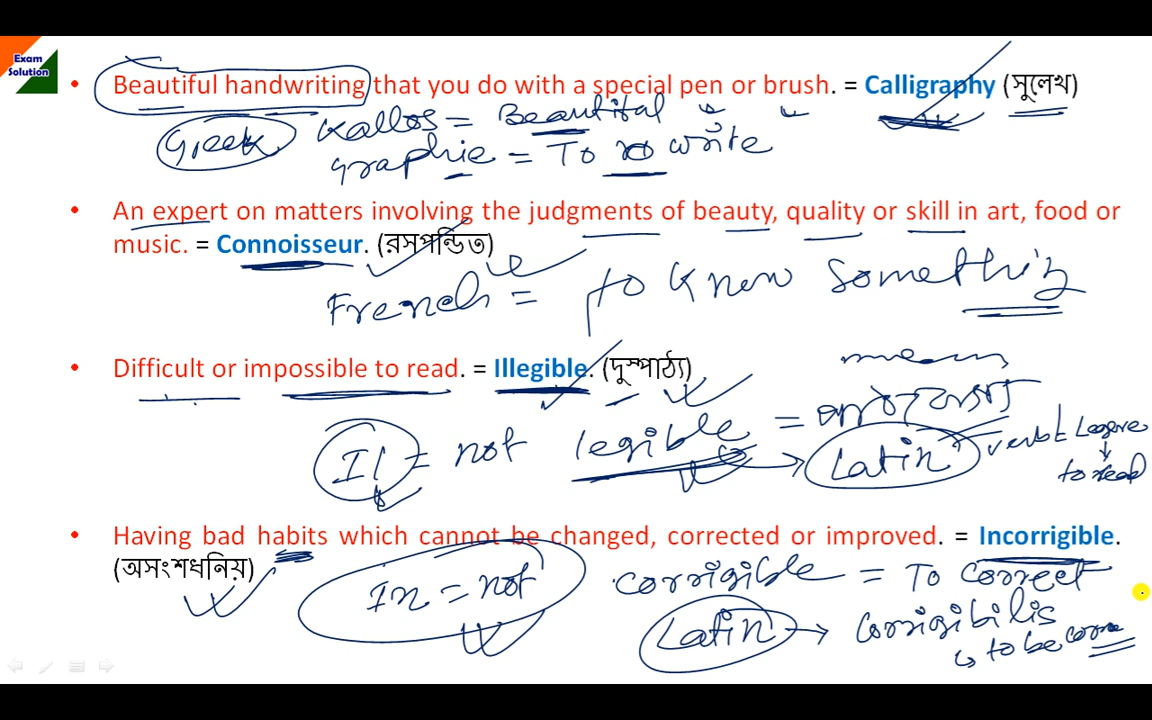 Exam
Solution
• Beautiful handwriting that you do with a special pen or brush. = Calligraphy (সুলেখ)
Greek Kallos = Beautiful
graphie = To write
• An expert on matters involving the judgments of beauty, quality or skill in art, food or
music. = Connoisseur. (রসপন্ডিত)
French = to know something
• Difficult or impossible to read. = Illegible. (দুস্পাঠ্য)
means
Il = not legible =
Latin verb Legere
to read
• Having bad habits which cannot be changed, corrected or improved. = Incorrigible.
(অসংশধনিয়)
In = not corrigible = To correct
Latin → corrigibilis
↳ to be